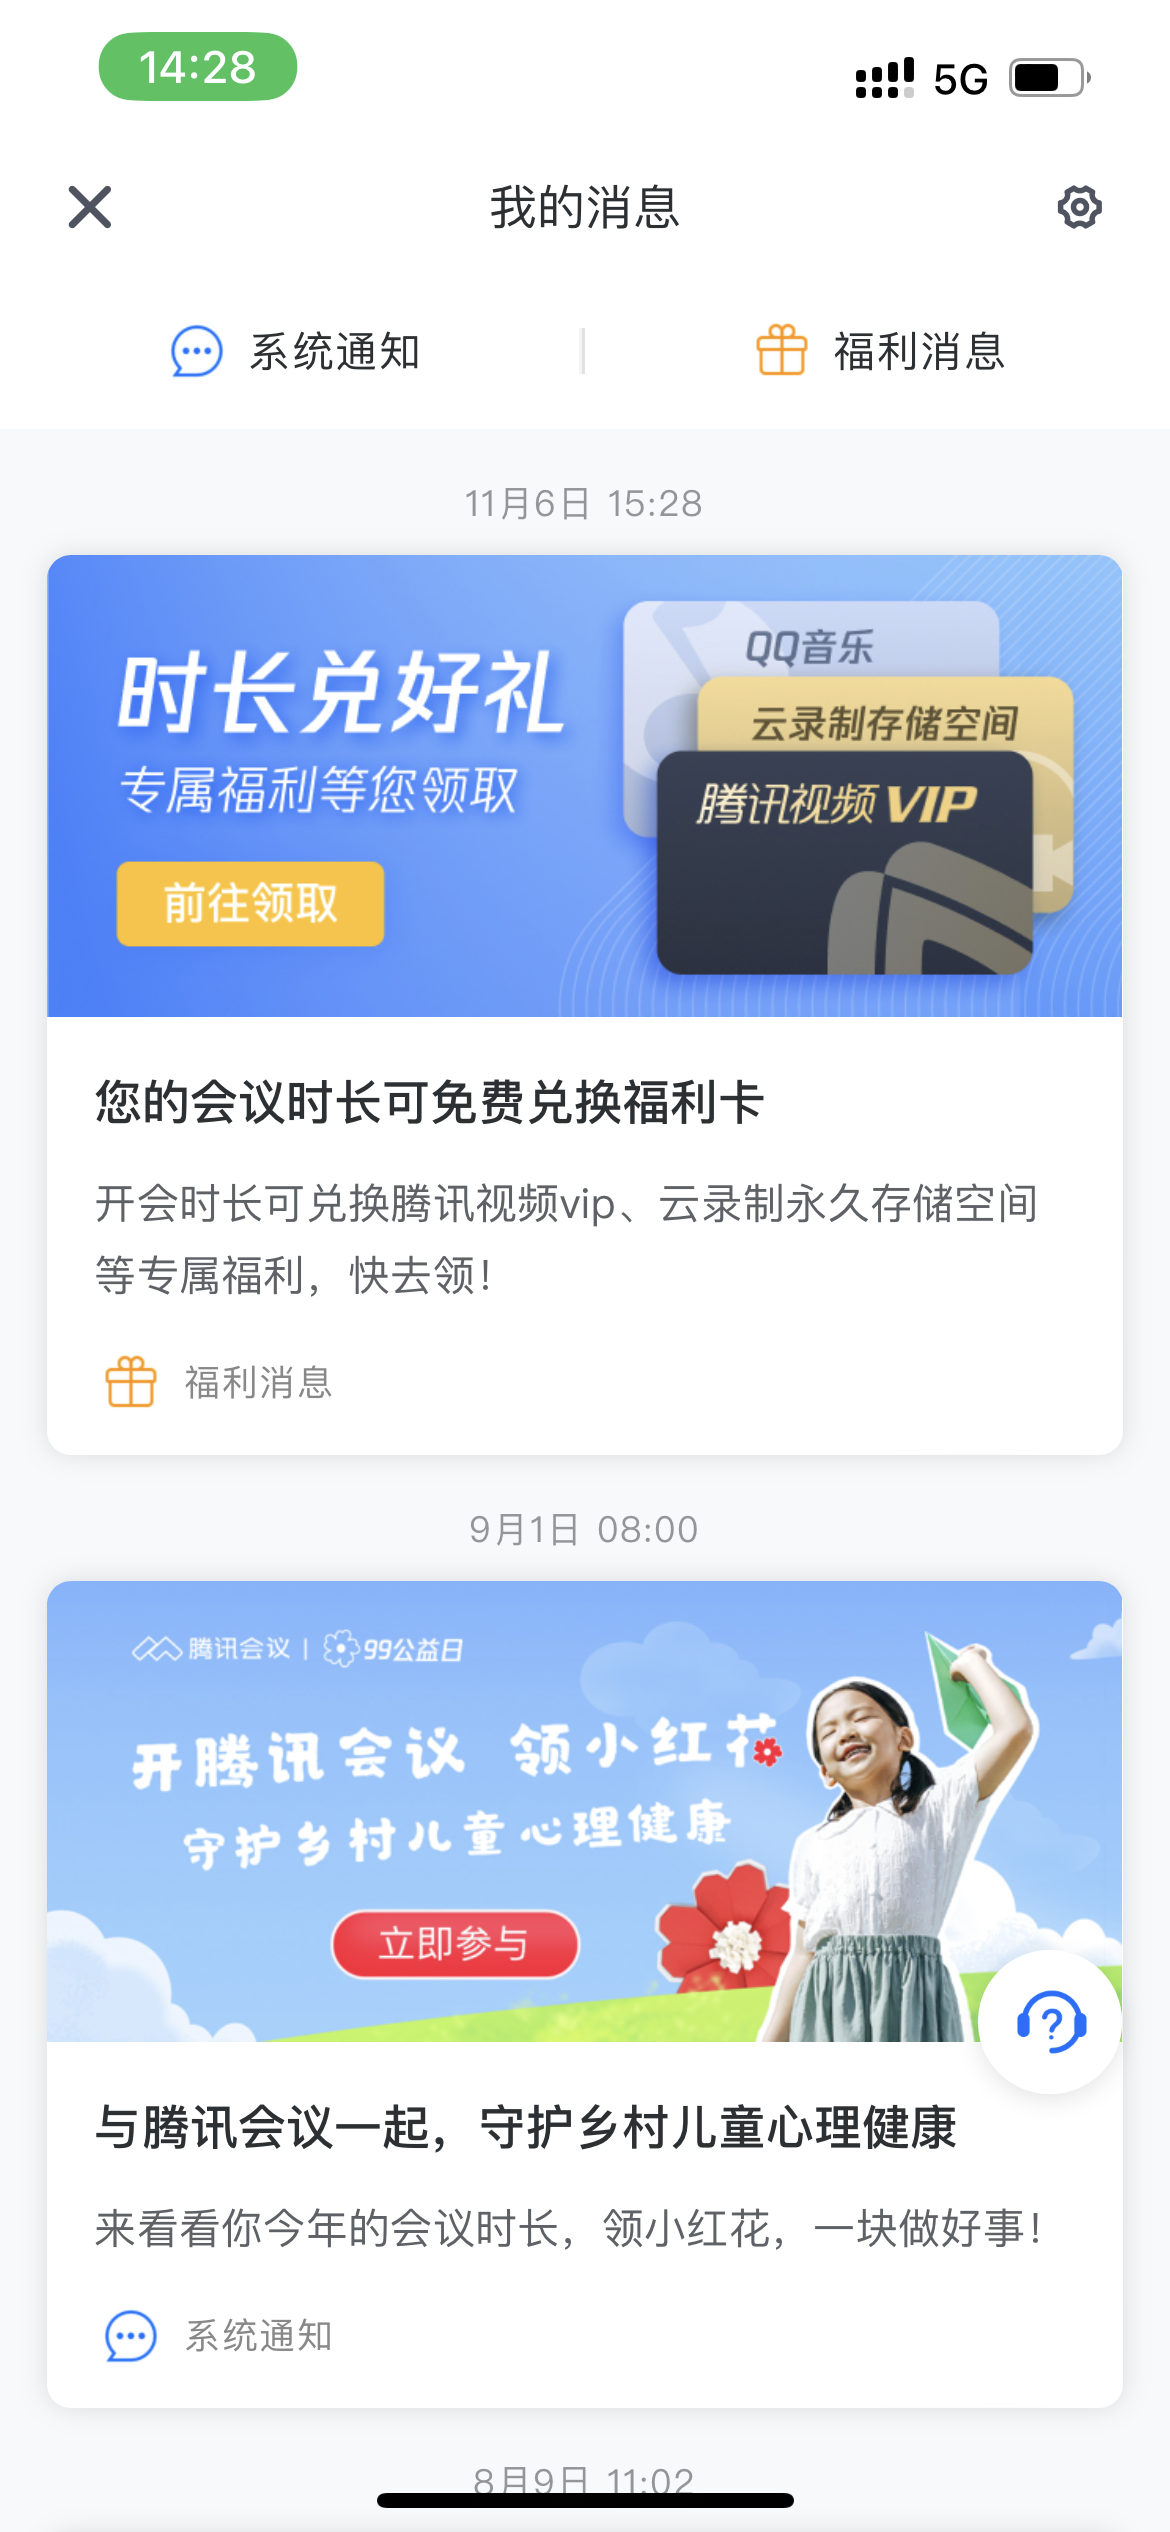 14:28
5G
我的消息
系统通知
福利消息
11月6日 15:28
时长兑好礼
专属福利等您领取
前往领取
QQ音乐
云录制存储空间
腾讯视频VIP
您的会议时长可免费兑换福利卡
开会时长可兑换腾讯视频vip、云录制永久存储空间
等专属福利，快去领！
福利消息
9月1日 08:00
腾讯会议 | 99公益日
开腾讯会议 领小红花
守护乡村儿童心理健康
立即参与
与腾讯会议一起，守护乡村儿童心理健康
来看看你今年的会议时长，领小红花，一块做好事！
系统通知
8月9日 11:02